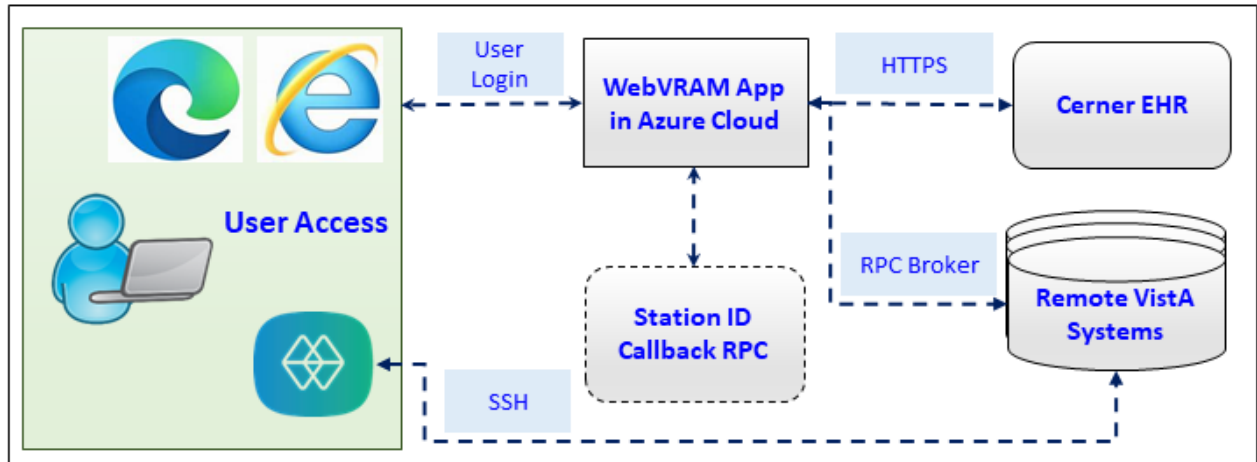 User
Login
WebVRAM App
in Azure Cloud
HTTPS
Cerner EHR
User Access
RPC Broker
Station ID
Callback RPC
Remote VistA
Systems
SSH